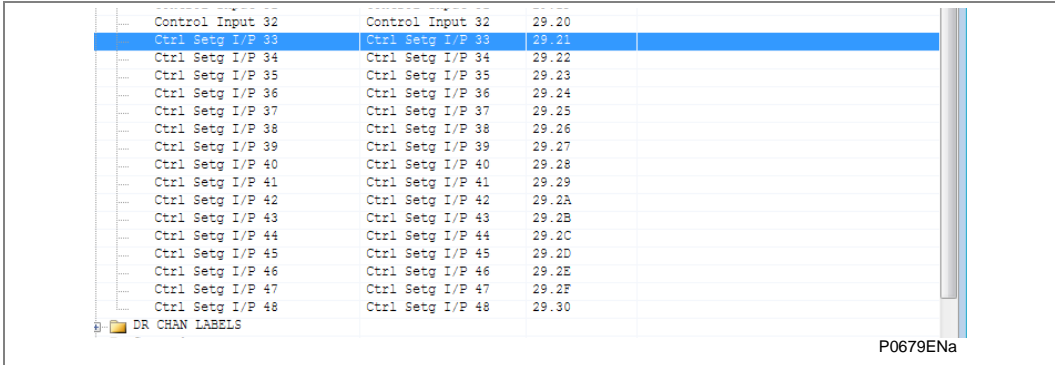 Control Input 32 Control Input 32 29.20
Ctrl Setg I/P 33 Ctrl Setg I/P 33 29.21
Ctrl Setg I/P 34 Ctrl Setg I/P 34 29.22
Ctrl Setg I/P 35 Ctrl Setg I/P 35 29.23
Ctrl Setg I/P 36 Ctrl Setg I/P 36 29.24
Ctrl Setg I/P 37 Ctrl Setg I/P 37 29.25
Ctrl Setg I/P 38 Ctrl Setg I/P 38 29.26
Ctrl Setg I/P 39 Ctrl Setg I/P 39 29.27
Ctrl Setg I/P 40 Ctrl Setg I/P 40 29.28
Ctrl Setg I/P 41 Ctrl Setg I/P 41 29.29
Ctrl Setg I/P 42 Ctrl Setg I/P 42 29.2A
Ctrl Setg I/P 43 Ctrl Setg I/P 43 29.2B
Ctrl Setg I/P 44 Ctrl Setg I/P 44 29.2C
Ctrl Setg I/P 45 Ctrl Setg I/P 45 29.2D
Ctrl Setg I/P 46 Ctrl Setg I/P 46 29.2E
Ctrl Setg I/P 47 Ctrl Setg I/P 47 29.2F
Ctrl Setg I/P 48 Ctrl Setg I/P 48 29.30
DR CHAN LABELS
P0679ENa